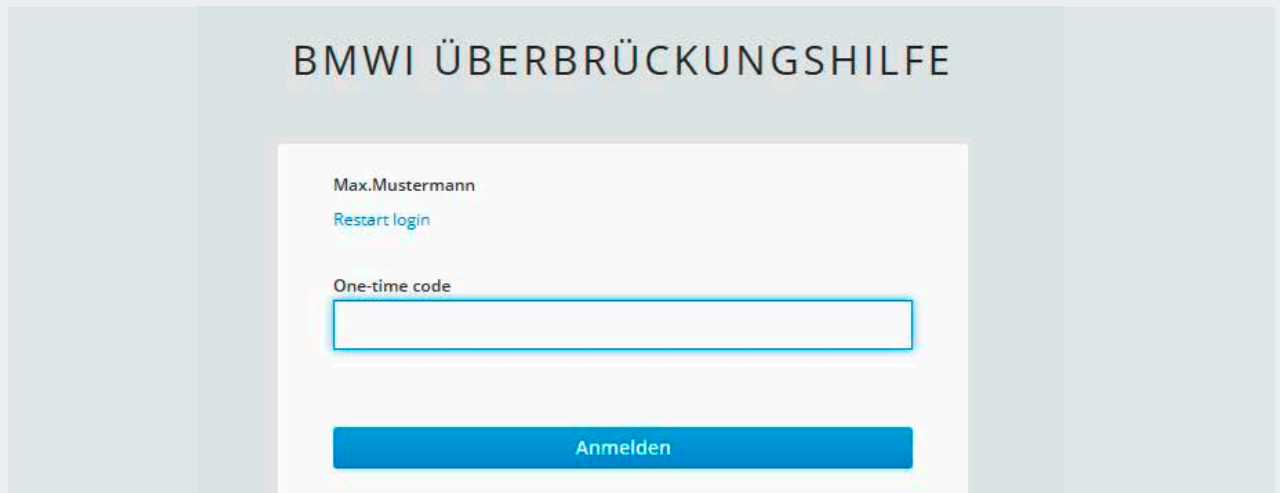 BMWI ÜBERBRÜCKUNGSHILFE
Max.Mustermann
Restart login
One-time code
Anmelden